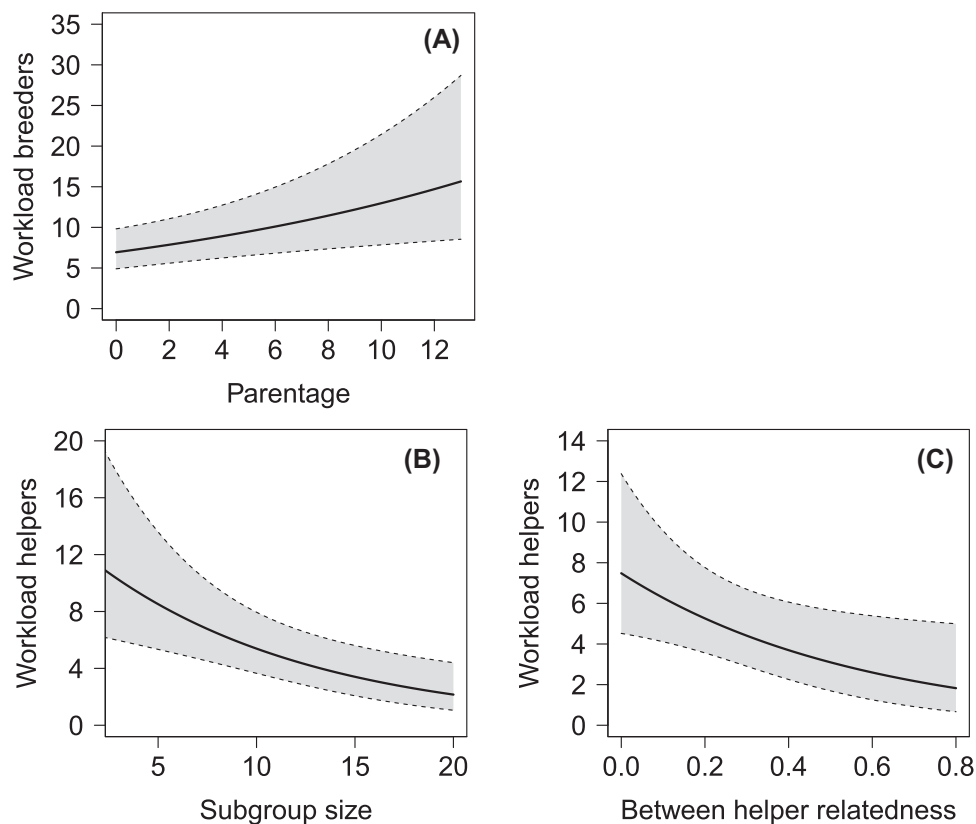 (A)
Workload breeders
35
30
25
20
15
10
5
0
0 2 4 6 8 10 12
Parentage
(B)
Workload helpers
20
16
12
8
4
0
5 10 15 20
Subgroup size
(C)
Workload helpers
14
12
10
8
6
4
2
0
0.0 0.2 0.4 0.6 0.8
Between helper relatedness